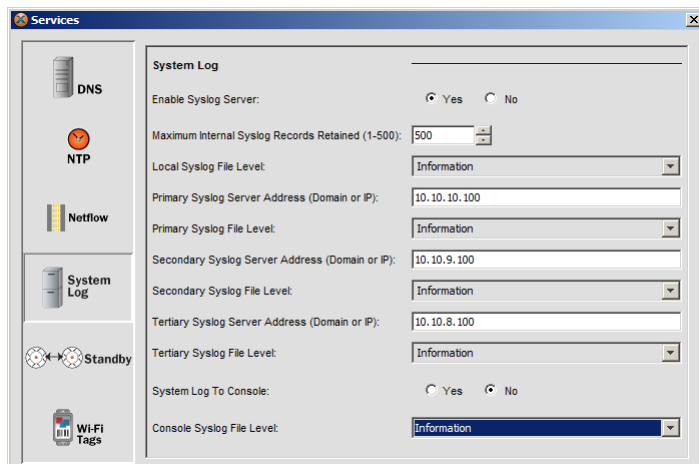 Services
DNS
NTP
Netflow
System
Log
Standby
Wi-Fi
Tags
System Log
Enable Syslog Server: Yes No
Maximum Internal Syslog Records Retained (1-500): 500
Local Syslog File Level: Information
Primary Syslog Server Address (Domain or IP): 10.10.10.100
Primary Syslog File Level: Information
Secondary Syslog Server Address (Domain or IP): 10.10.9.100
Secondary Syslog File Level: Information
Tertiary Syslog Server Address (Domain or IP): 10.10.8.100
Tertiary Syslog File Level: Information
System Log To Console: Yes No
Console Syslog File Level: Information